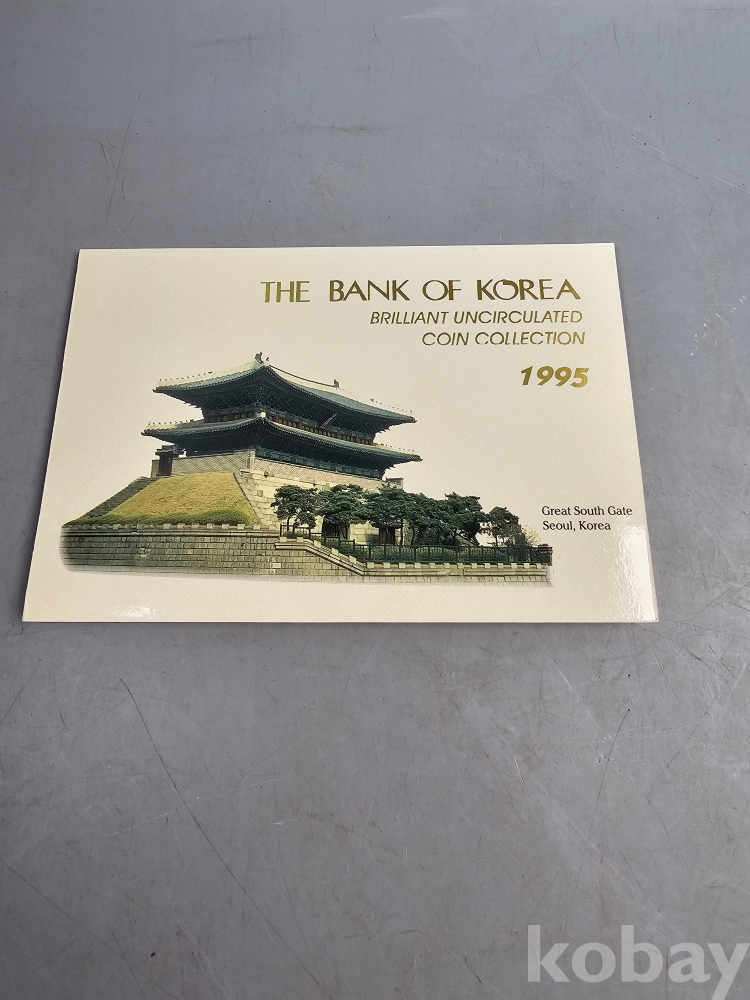 THE BANK OF KOREA
BRILLIANT UNCIRCULATED
COIN COLLECTION
1995
Great South Gate
Seoul, Korea
kobay